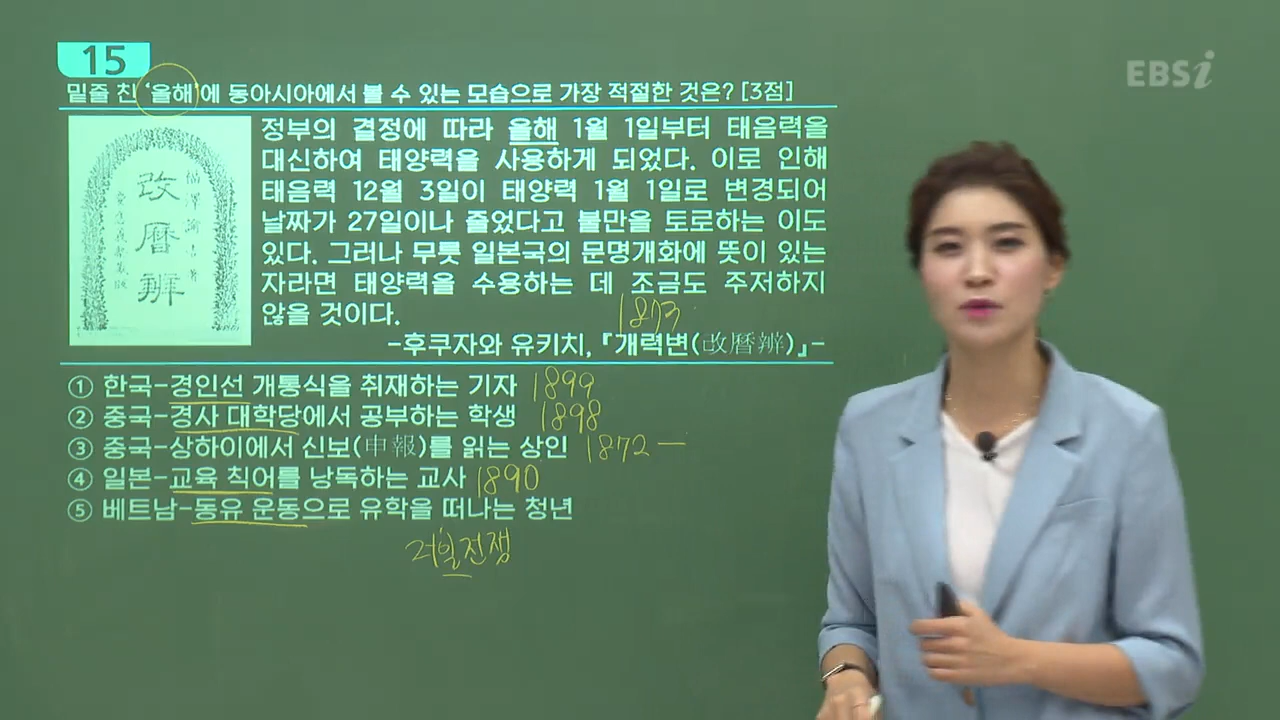 15
EBSi
밑줄 친 ‘올해’에 동아시아에서 볼 수 있는 모습으로 가장 적절한 것은? [3점]
정부의 결정에 따라 올해 1월 1일부터 태음력을
대신하여 태양력을 사용하게 되었다. 이로 인해
태음력 12월 3일이 태양력 1월 1일로 변경되어
날짜가 27일이나 줄었다고 불만을 토로하는 이도
있다. 그러나 무릇 일본국의 문명개화에 뜻이 있는
자라면 태양력을 수용하는 데 조금도 주저하지
않을 것이다.
1873
-후쿠자와 유키치, 『개력변(改曆辨)』-
改
曆
辨
福澤諭吉著
① 한국-경인선 개통식을 취재하는 기자 1899
② 중국-경사 대학당에서 공부하는 학생 1898
③ 중국-상하이에서 신보(申報)를 읽는 상인 1872 —
④ 일본-교육 칙어를 낭독하는 교사 1890
⑤ 베트남-동유 운동으로 유학을 떠나는 청년
러일전쟁